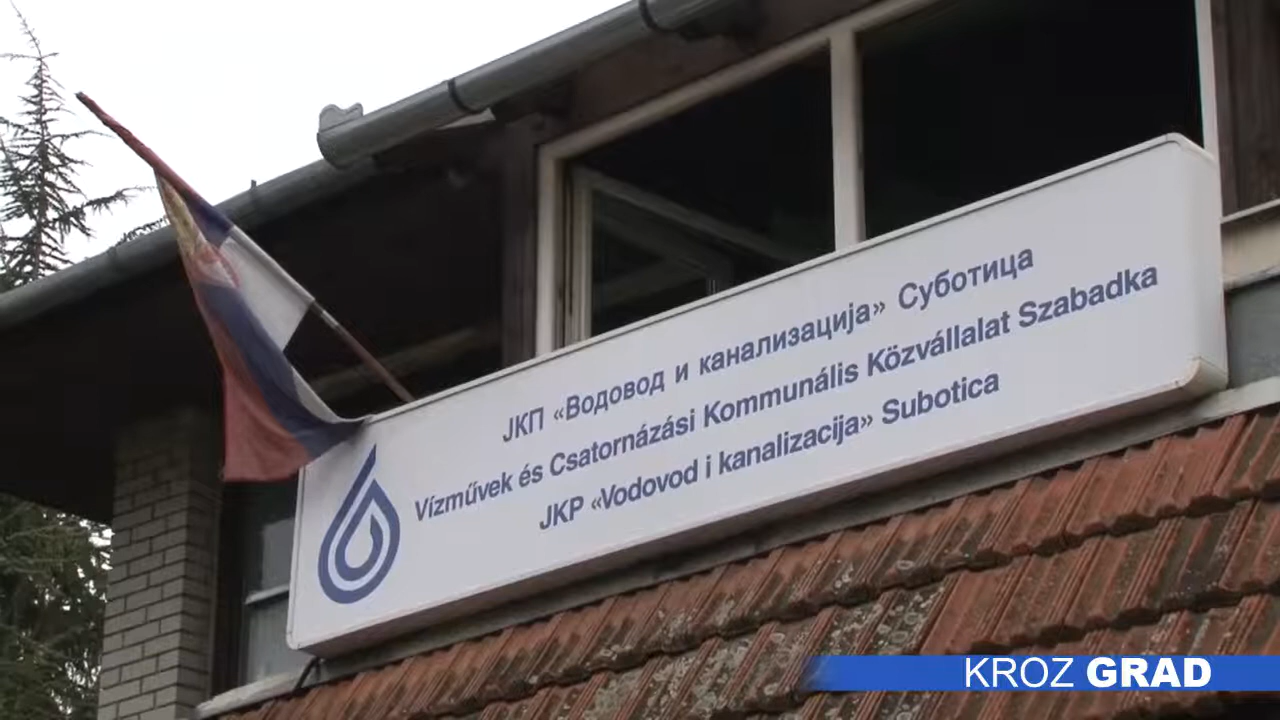 ЈКП «Водовод и канализација» Суботица
Vízművek és Csatornázási Kommunális Közvállalat Szabadka
JKP «Vodovod i kanalizacija» Subotica
KROZ GRAD